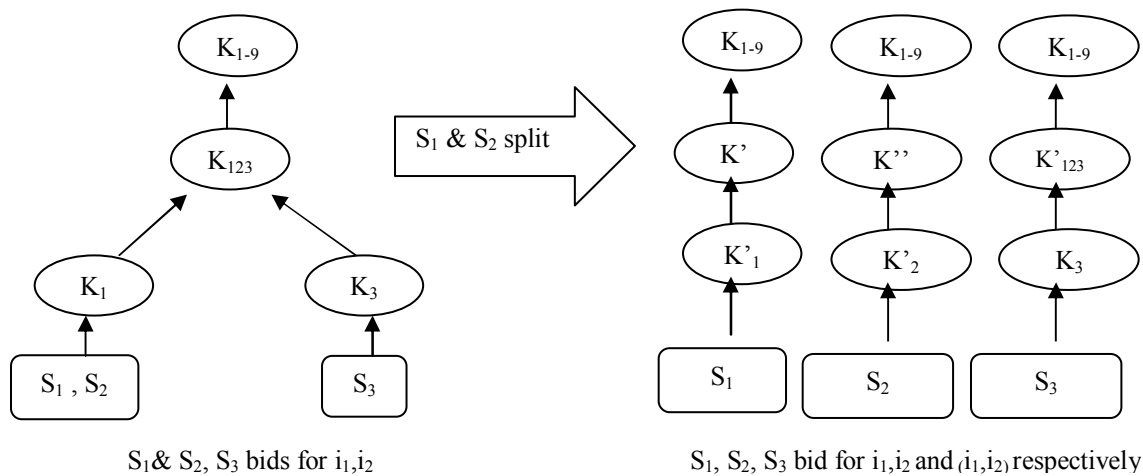 K₁₋₉
K₁₂₃
K₁
K₃
S₁ , S₂
S₃
S₁& S₂, S₃ bids for i₁,i₂
S₁ & S₂ split
K₁₋₉ K₁₋₉ K₁₋₉
K' K'' K'₁₂₃
K'₁ K'₂ K₃
S₁ S₂ S₃
S₁, S₂, S₃ bid for i₁,i₂ and ₍i₁,i₂₎ respectively